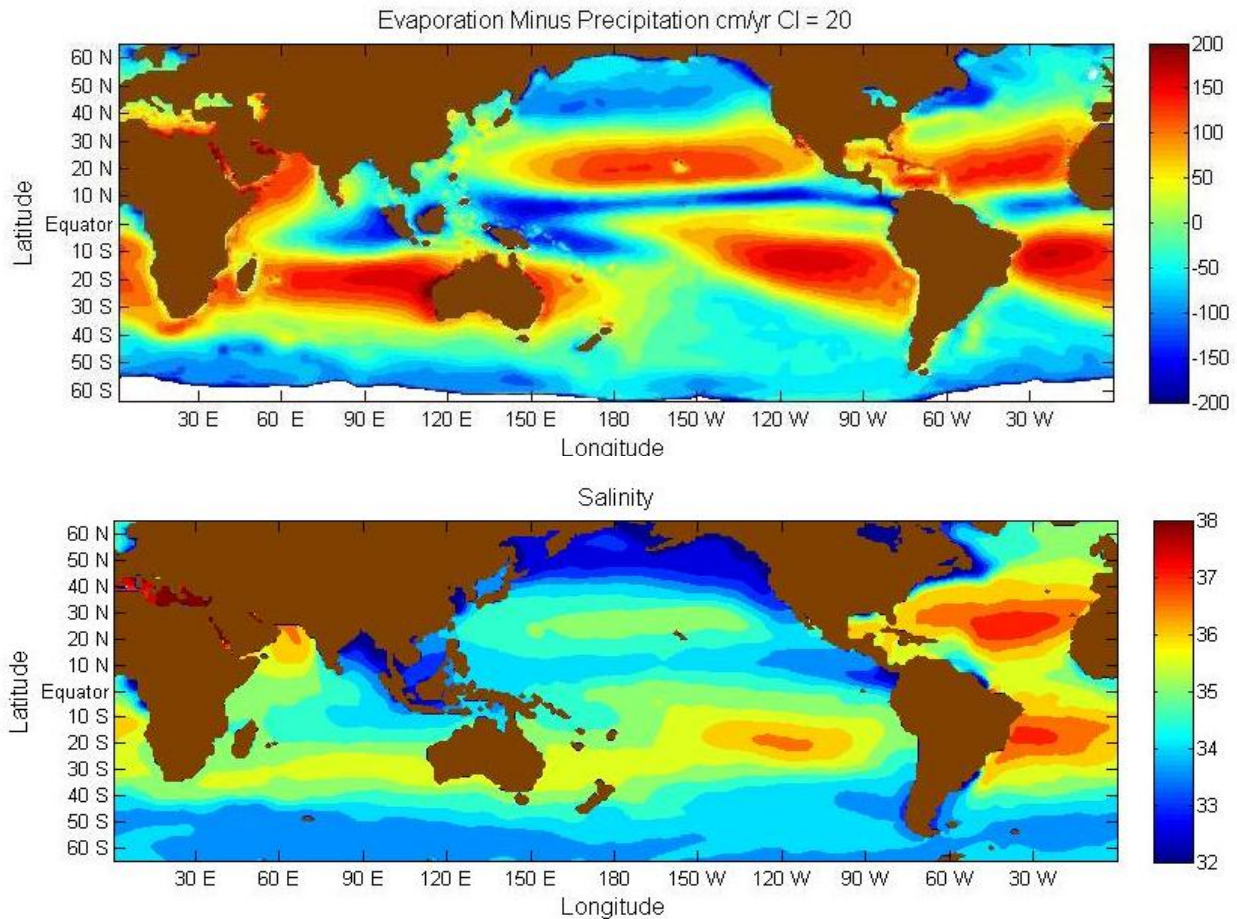 Evaporation Minus Precipitation cm/yr CI = 20
60 N
50 N
40 N
30 N
20 N
10 N
Equator
10 S
20 S
30 S
40 S
50 S
60 S
Latitude
30 E 60 E 90 E 120 E 150 E 180 150 W 120 W 90 W 60 W 30 W
Longitude
200
150
100
50
0
-50
-100
-150
-200
Salinity
60 N
50 N
40 N
30 N
20 N
10 N
Equator
10 S
20 S
30 S
40 S
50 S
60 S
Latitude
30 E 60 E 90 E 120 E 150 E 180 150 W 120 W 90 W 60 W 30 W
Longitude
38
37
36
35
34
33
32